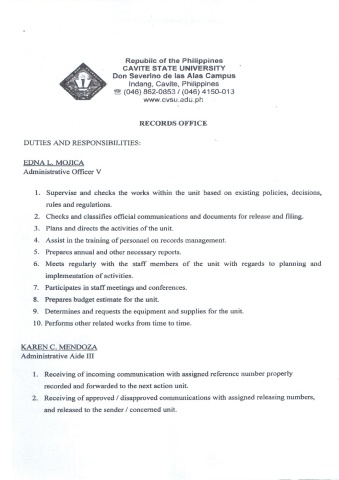 Republic of the Philippines
CAVITE STATE UNIVERSITY
Don Severino de las Alas Campus
Indang, Cavite, Philippines
☎ (046) 862-0853 / (046) 4150-013
www.cvsu.edu.ph
RECORDS OFFICE
DUTIES AND RESPONSIBILITIES:
EDNA L. MOJICA
Administrative Officer V
1. Supervise and checks the works within the unit based on existing policies, decisions,
rules and regulations.
2. Checks and classifies official communications and documents for release and filing.
3. Plans and directs the activities of the unit.
4. Assist in the training of personnel on records management.
5. Prepares annual and other necessary reports.
6. Meets regularly with the staff members of the unit with regards to planning and
implementation of activities.
7. Participates in staff meetings and conferences.
8. Prepares budget estimate for the unit.
9. Determines and requests the equipment and supplies for the unit.
10. Performs other related works from time to time.
KAREN C. MENDOZA
Administrative Aide III
1. Receiving of incoming communication with assigned reference number properly
recorded and forwarded to the next action unit.
2. Receiving of approved / disapproved communications with assigned releasing numbers,
and released to the sender / concerned unit.